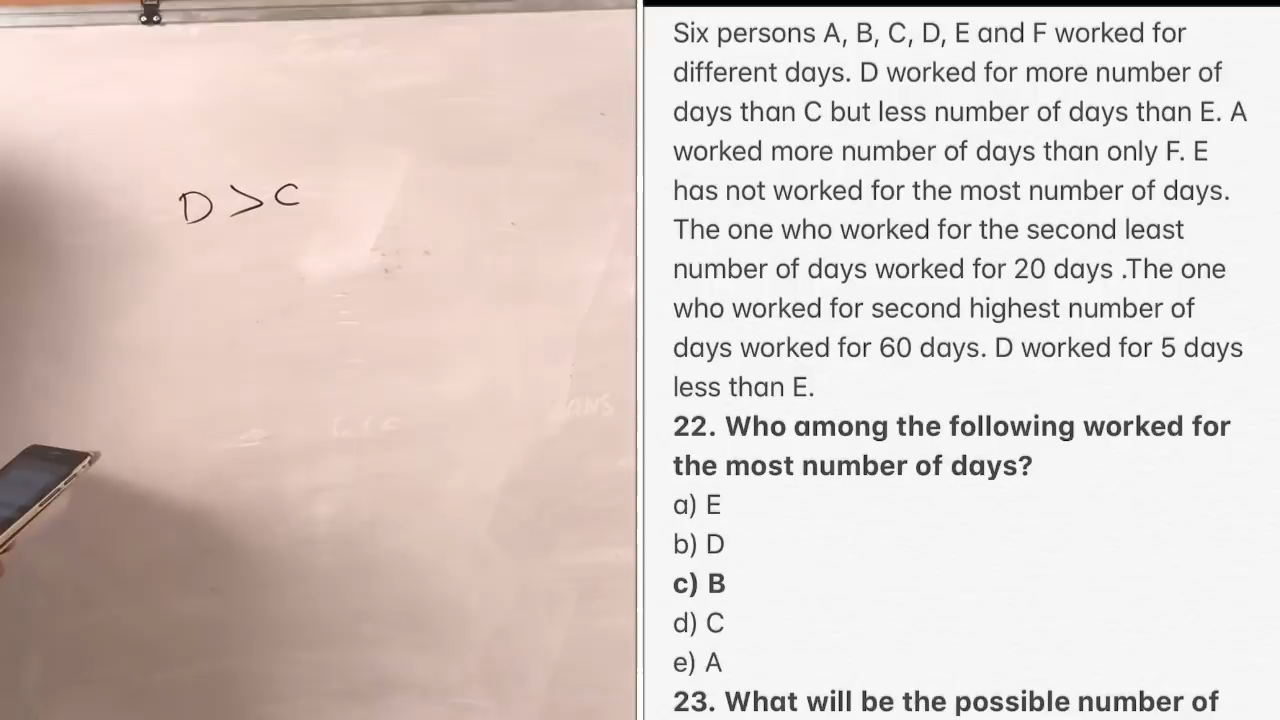 D > C
Six persons A, B, C, D, E and F worked for
different days. D worked for more number of
days than C but less number of days than E. A
worked more number of days than only F. E
has not worked for the most number of days.
The one who worked for the second least
number of days worked for 20 days .The one
who worked for second highest number of
days worked for 60 days. D worked for 5 days
less than E.
22. Who among the following worked for
the most number of days?
a) E
b) D
c) B
d) C
e) A
23. What will be the possible number of